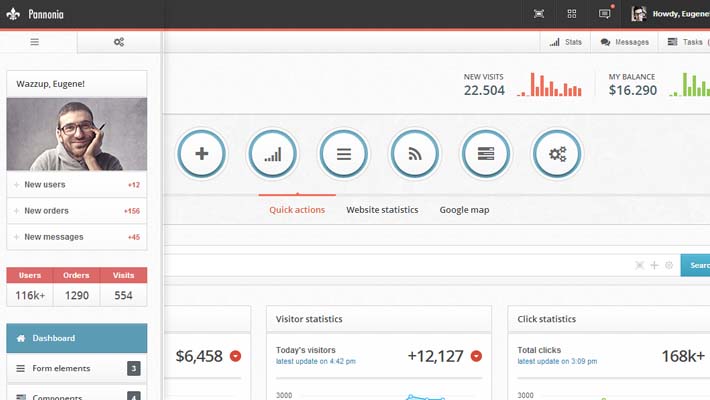 Pannonia
Howdy, Eugene!
Stats
Messages
Tasks
Wazzup, Eugene!
NEW VISITS
22.504
MY BALANCE
$16.290
New users +12
New orders +156
New messages +45
Quick actions
Website statistics
Google map
Users Orders Visits
116k+ 1290 554
Search
Visitor statistics
Click statistics
Dashboard
$6,458
Today's visitors
latest update on 4:42 pm
+12,127
Total clicks
latest update on 3:09 pm
168k+
Form elements 3
Components 4
3000
3000